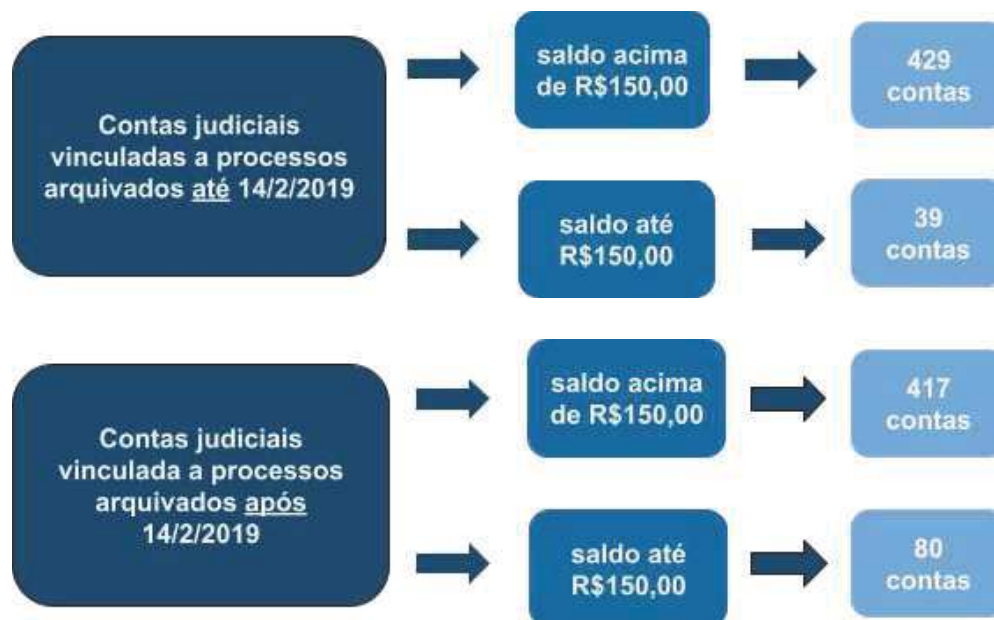 Contas judiciais
vinculadas a processos
arquivados até 14/2/2019
saldo acima
de R$150,00
429
contas
saldo até
R$150,00
39
contas
Contas judiciais
vinculada a processos
arquivados após
14/2/2019
saldo acima
de R$150,00
417
contas
saldo até
R$150,00
80
contas